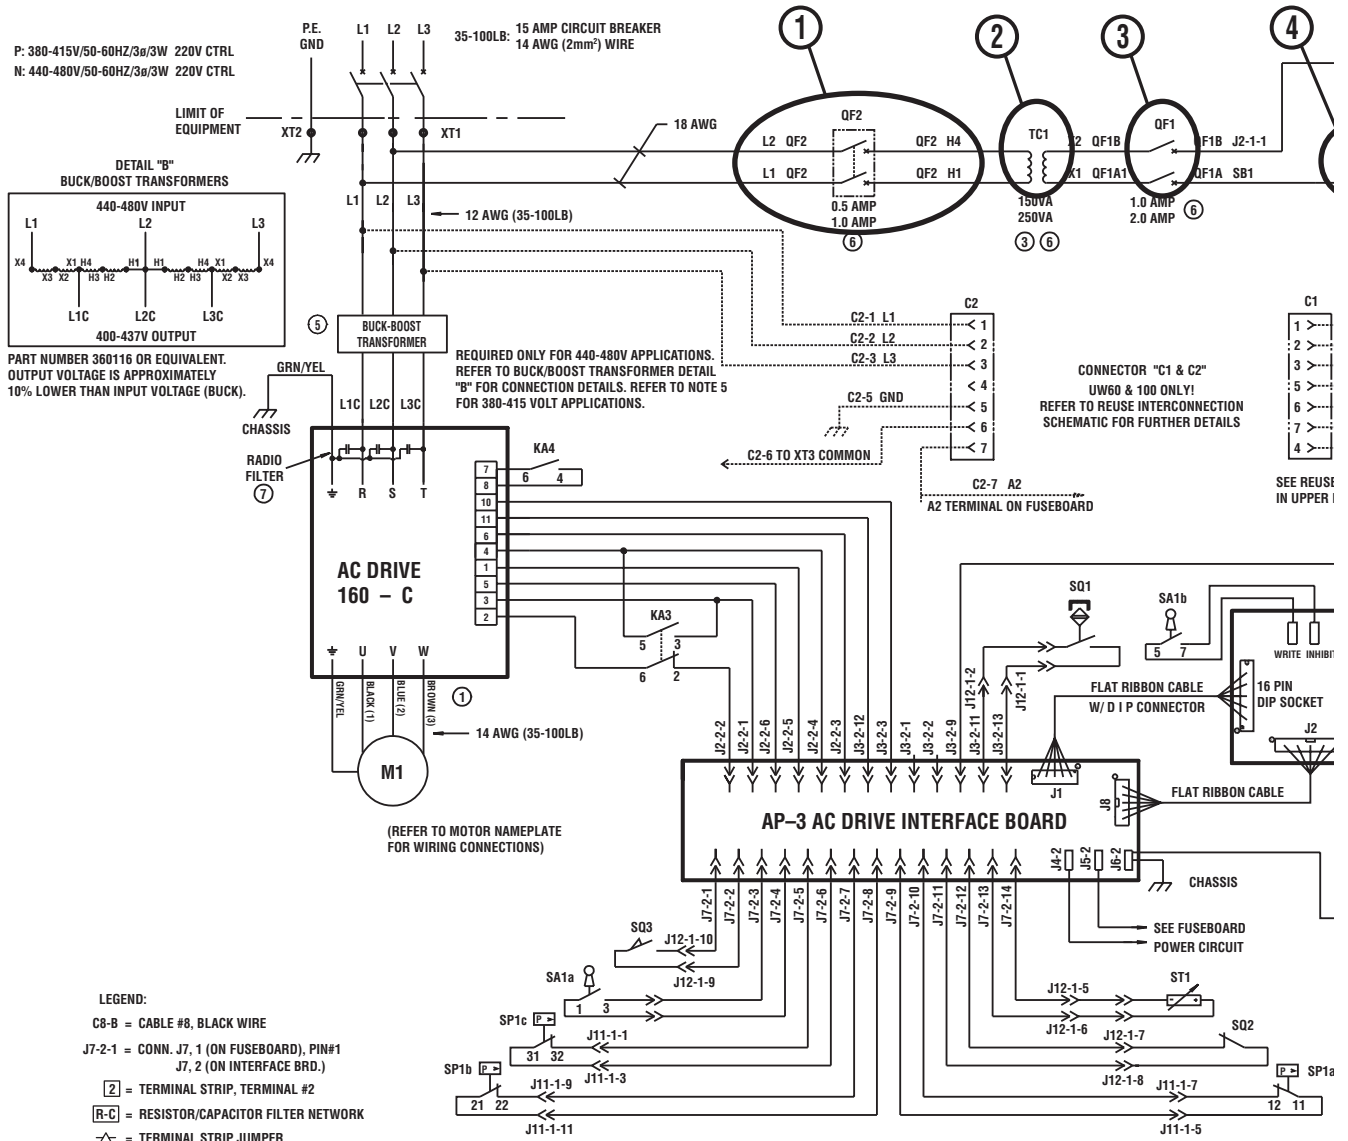 P: 380-415V/50-60HZ/3ø/3W 220V CTRL
N: 440-480V/50-60HZ/3ø/3W 220V CTRL
P.E.
GND
L1 L2 L3
35-100LB: 15 AMP CIRCUIT BREAKER
14 AWG (2mm²) WIRE
1
2
3
4
LIMIT OF
EQUIPMENT
XT2
XT1
18 AWG
QF2
L2 QF2
QF2 H4
L1 QF2
QF2 H1
0.5 AMP
1.0 AMP
6
TC1
150VA
250VA
3 6
X2 QF1B
X1 QF1A1
QF1
QF1B J2-1-1
QF1A SB1
1.0 AMP
2.0 AMP
6
DETAIL "B"
BUCK/BOOST TRANSFORMERS
440-480V INPUT
L1 L2 L3
X4 X1 H4 H1 H1 H4 X1 X4
X3 X2 H3 H2 H2 H3 X2 X3
L1C L2C L3C
400-437V OUTPUT
PART NUMBER 360116 OR EQUIVALENT.
OUTPUT VOLTAGE IS APPROXIMATELY
10% LOWER THAN INPUT VOLTAGE (BUCK).
L1 L2 L3
12 AWG (35-100LB)
5
BUCK-BOOST
TRANSFORMER
REQUIRED ONLY FOR 440-480V APPLICATIONS.
REFER TO BUCK/BOOST TRANSFORMER DETAIL
"B" FOR CONNECTION DETAILS. REFER TO NOTE 5
FOR 380-415 VOLT APPLICATIONS.
C2
C2-1 L1
C2-2 L2
C2-3 L3
C2-5 GND
C2-6 TO XT3 COMMON
C2-7 A2
A2 TERMINAL ON FUSEBOARD
1
2
3
4
5
6
7
CONNECTOR "C1 & C2"
UW60 & 100 ONLY!
REFER TO REUSE INTERCONNECTION
SCHEMATIC FOR FURTHER DETAILS
C1
1
2
3
5
6
7
4
SEE REUSE
IN UPPER
GRN/YEL
CHASSIS
L1C L2C L3C
RADIO
FILTER
7
R S T
AC DRIVE
160 – C
U V W
7
8
10
11
6
4
1
5
3
2
KA4
6 4
KA3
5 3
6 2
GRN/YEL
BLACK (1)
BLUE (2)
BROWN (3)
1
14 AWG (35-100LB)
M1
(REFER TO MOTOR NAMEPLATE
FOR WIRING CONNECTIONS)
SQ1
J12-1-2
J12-1-1
SA1b
5 7
WRITE INHIBIT
16 PIN
DIP SOCKET
J2
FLAT RIBBON CABLE
W/ D I P CONNECTOR
FLAT RIBBON CABLE
J2-2-2
J2-2-1
J2-2-6
J2-2-5
J2-2-4
J2-2-3
J3-2-12
J3-2-3
J3-2-1
J3-2-2
J3-2-9
J3-2-11
J3-2-13
J1
J8
AP–3 AC DRIVE INTERFACE BOARD
J4-2
J5-2
J6-2
CHASSIS
SEE FUSEBOARD
POWER CIRCUIT
J7-2-1
J7-2-2
J7-2-3
J7-2-4
J7-2-5
J7-2-6
J7-2-7
J7-2-8
J7-2-9
J7-2-10
J7-2-11
J7-2-12
J7-2-13
J7-2-14
SQ3
J12-1-10
J12-1-9
SA1a
1 3
SP1c
P
31 32
J11-1-1
J11-1-3
SP1b
P
21 22
J11-1-9
J11-1-11
J12-1-5
J12-1-6
ST1
J12-1-7
J12-1-8
SQ2
J11-1-7
J11-1-5
P
SP1a
12 11
LEGEND:
C8-B = CABLE #8, BLACK WIRE
J7-2-1 = CONN. J7, 1 (ON FUSEBOARD), PIN#1
J7, 2 (ON INTERFACE BRD.)
2 = TERMINAL STRIP, TERMINAL #2
R-C = RESISTOR/CAPACITOR FILTER NETWORK
= TERMINAL STRIP JUMPER